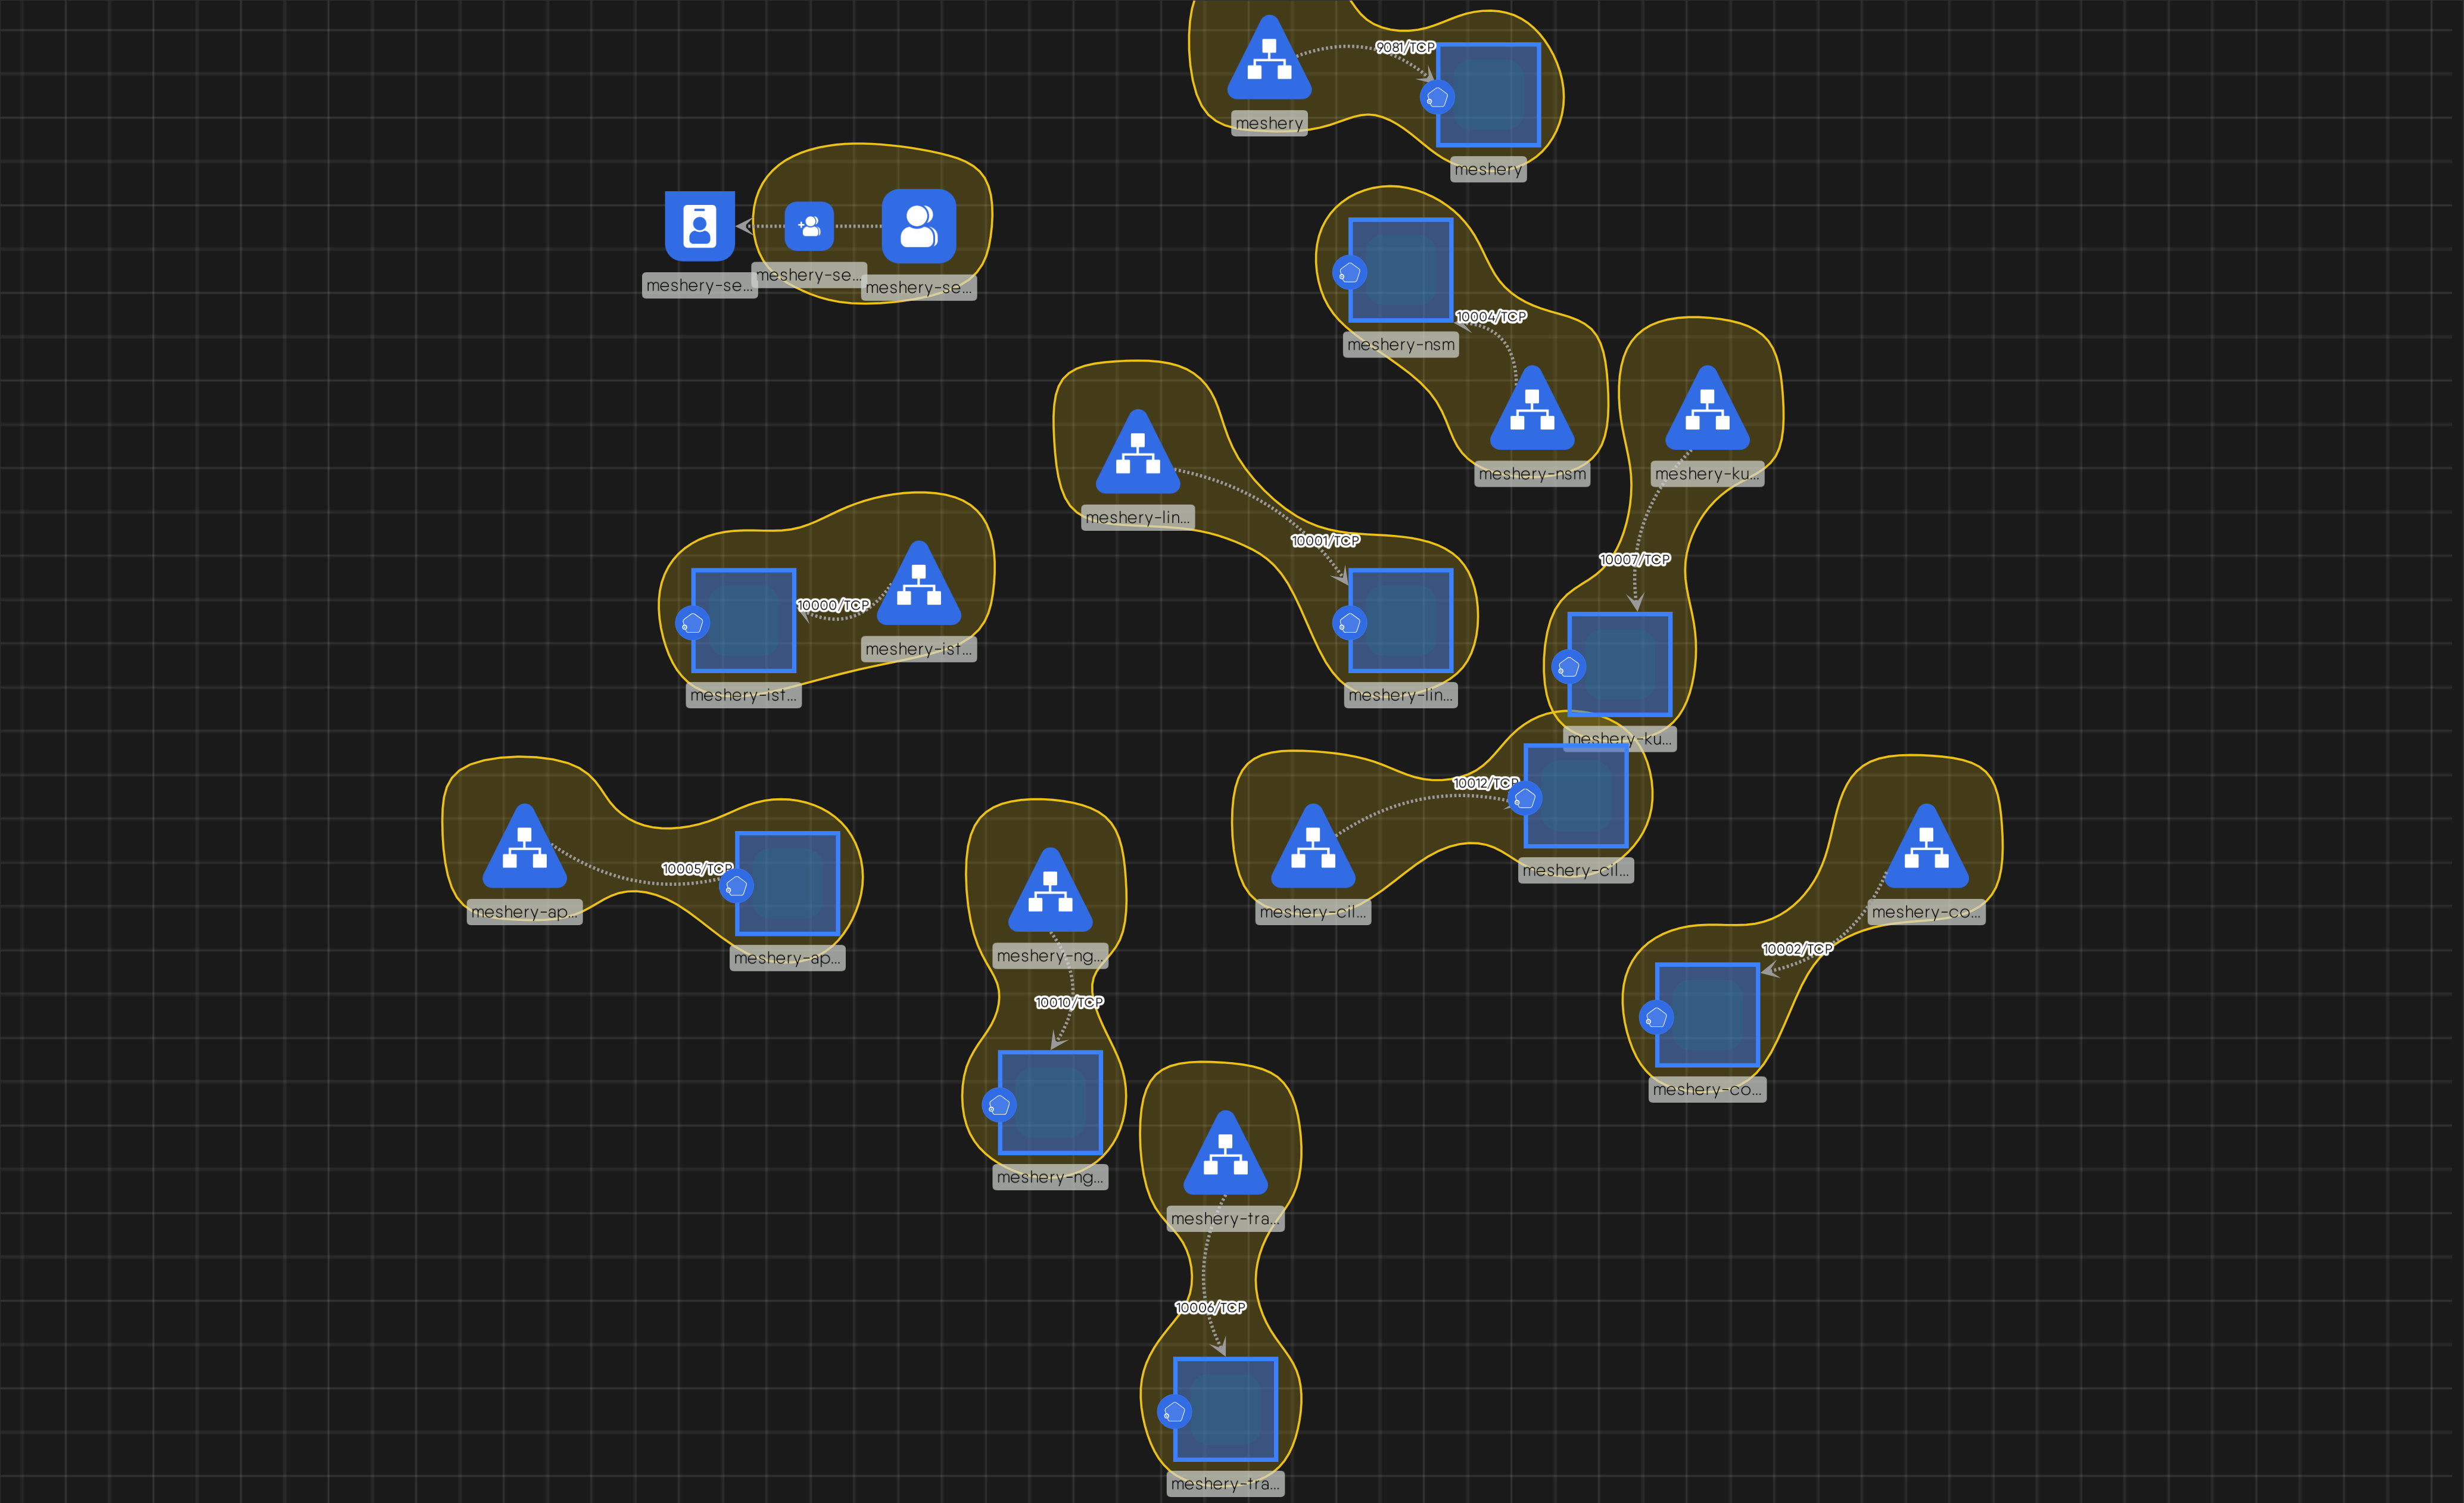 9081/TCP
meshery
meshery
meshery-se...
meshery-se...
meshery-se...
10004/TCP
meshery-nsm
meshery-nsm
meshery-ku...
meshery-lin...
10001/TCP
10007/TCP
10000/TCP
meshery-ist...
meshery-ist...
meshery-lin...
meshery-ku...
10012/TCP
meshery-cil...
10005/TCP
meshery-ap...
meshery-cil...
meshery-co...
10002/TCP
meshery-ap...
meshery-ng...
10010/TCP
meshery-co...
meshery-ng...
meshery-tra...
10006/TCP
meshery-tra...